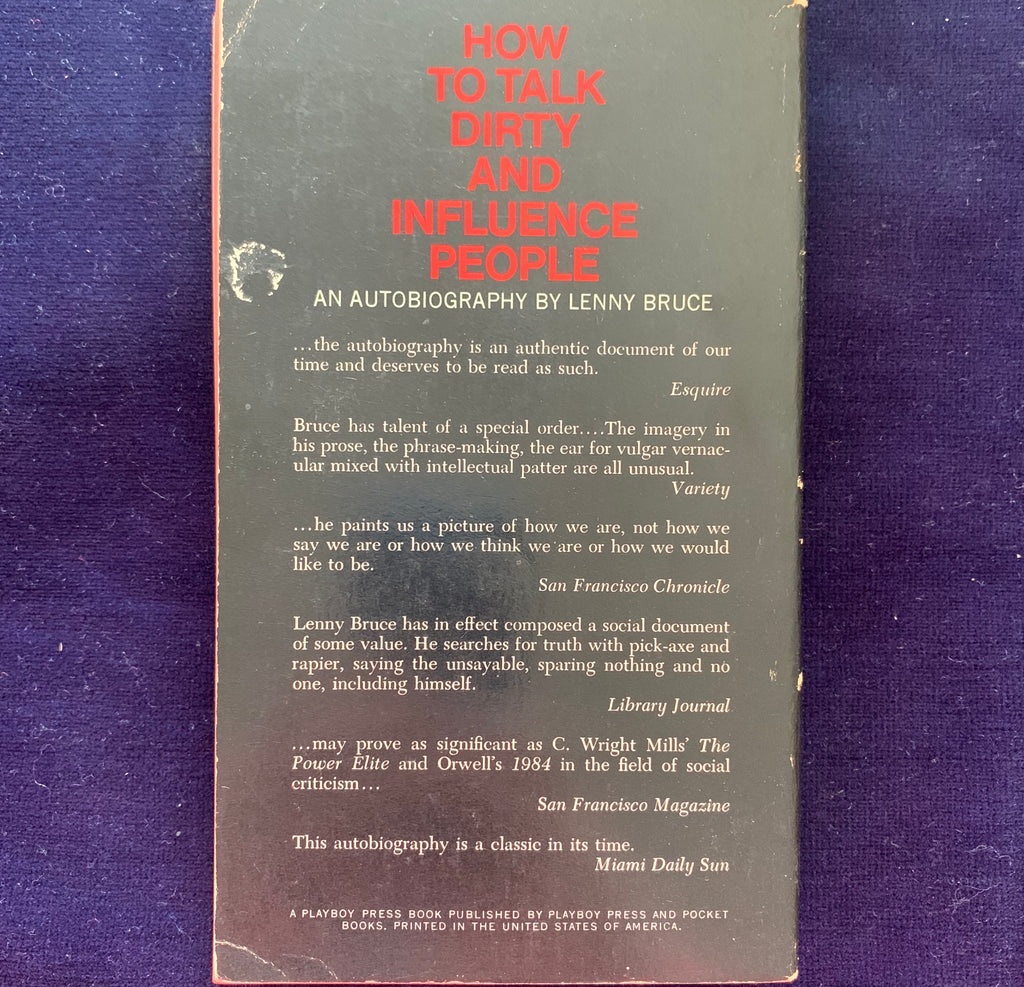 HOW
TO TALK
DIRTY
AND
INFLUENCE
PEOPLE
AN AUTOBIOGRAPHY BY LENNY BRUCE
...the autobiography is an authentic document of our
time and deserves to be read as such.
Esquire
Bruce has talent of a special order....The imagery in
his prose, the phrase-making, the ear for vulgar vernac-
ular mixed with intellectual patter are all unusual.
Variety
...he paints us a picture of how we are, not how we
say we are or how we think we are or how we would
like to be.
San Francisco Chronicle
Lenny Bruce has in effect composed a social document
of some value. He searches for truth with pick-axe and
rapier, saying the unsayable, sparing nothing and no
one, including himself.
Library Journal
...may prove as significant as C. Wright Mills' The
Power Elite and Orwell's 1984 in the field of social
criticism...
San Francisco Magazine
This autobiography is a classic in its time.
Miami Daily Sun
A PLAYBOY PRESS BOOK PUBLISHED BY PLAYBOY PRESS AND POCKET
BOOKS. PRINTED IN THE UNITED STATES OF AMERICA.